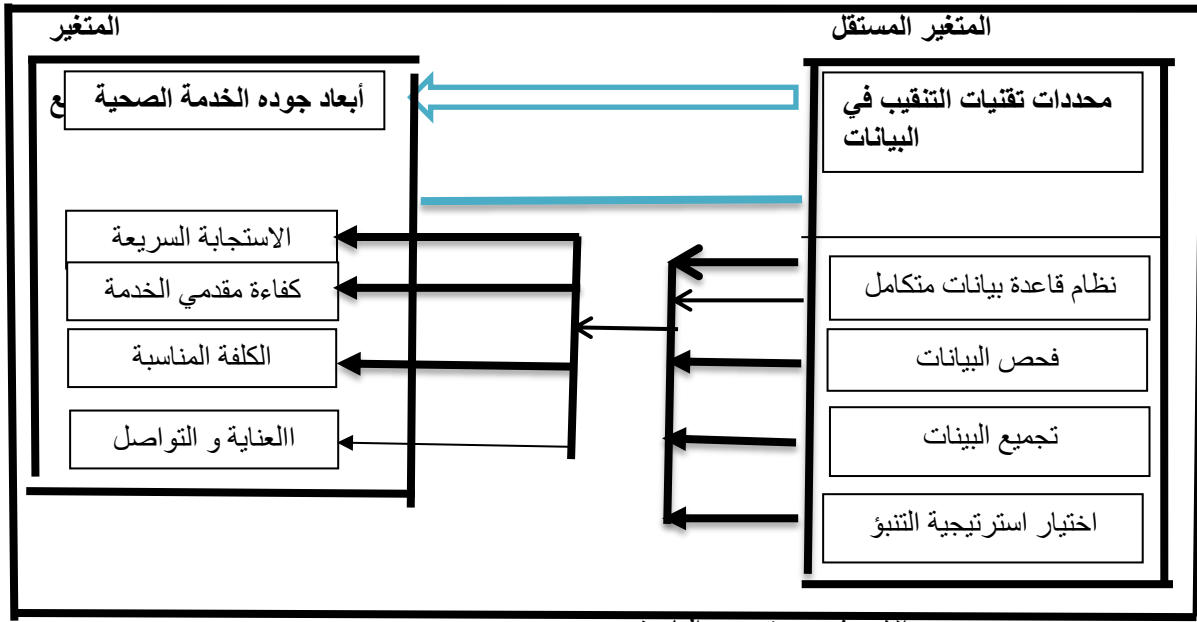 المتغير المستقل
المتغير
محددات تقنيات التنقيب في
البيانات
أبعاد جوده الخدمة الصحية
ع
نظام قاعدة بيانات متكامل
فحص البيانات
تجميع البينات
اختيار استرتيجية التنبؤ
الاستجابة السريعة
كفاءة مقدمي الخدمة
الكلفة المناسبة
االعناية و التواصل